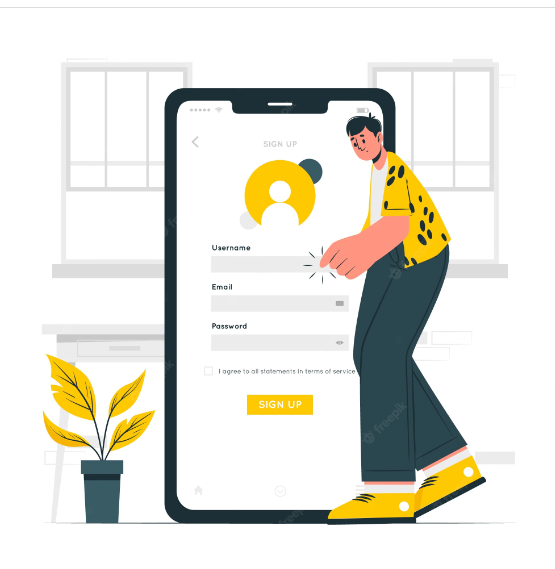 SIGN UP
Username
Email
Password
I agree to all statements in terms of service
SIGN UP
freepik